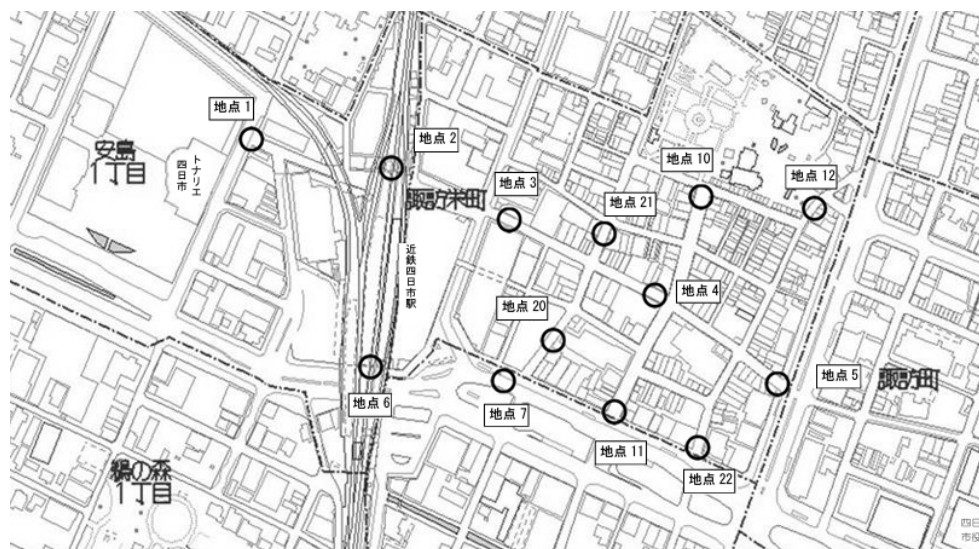 地点 1
地点 2
安島
1丁目
トナリエ
四日市
地点 3
諏訪栄町
地点 21
地点 10
地点 12
近鉄四日市駅
地点 4
地点 20
地点 6
地点 7
地点 11
地点 22
地点 5
諏訪町
鵜の森
1丁目
四日